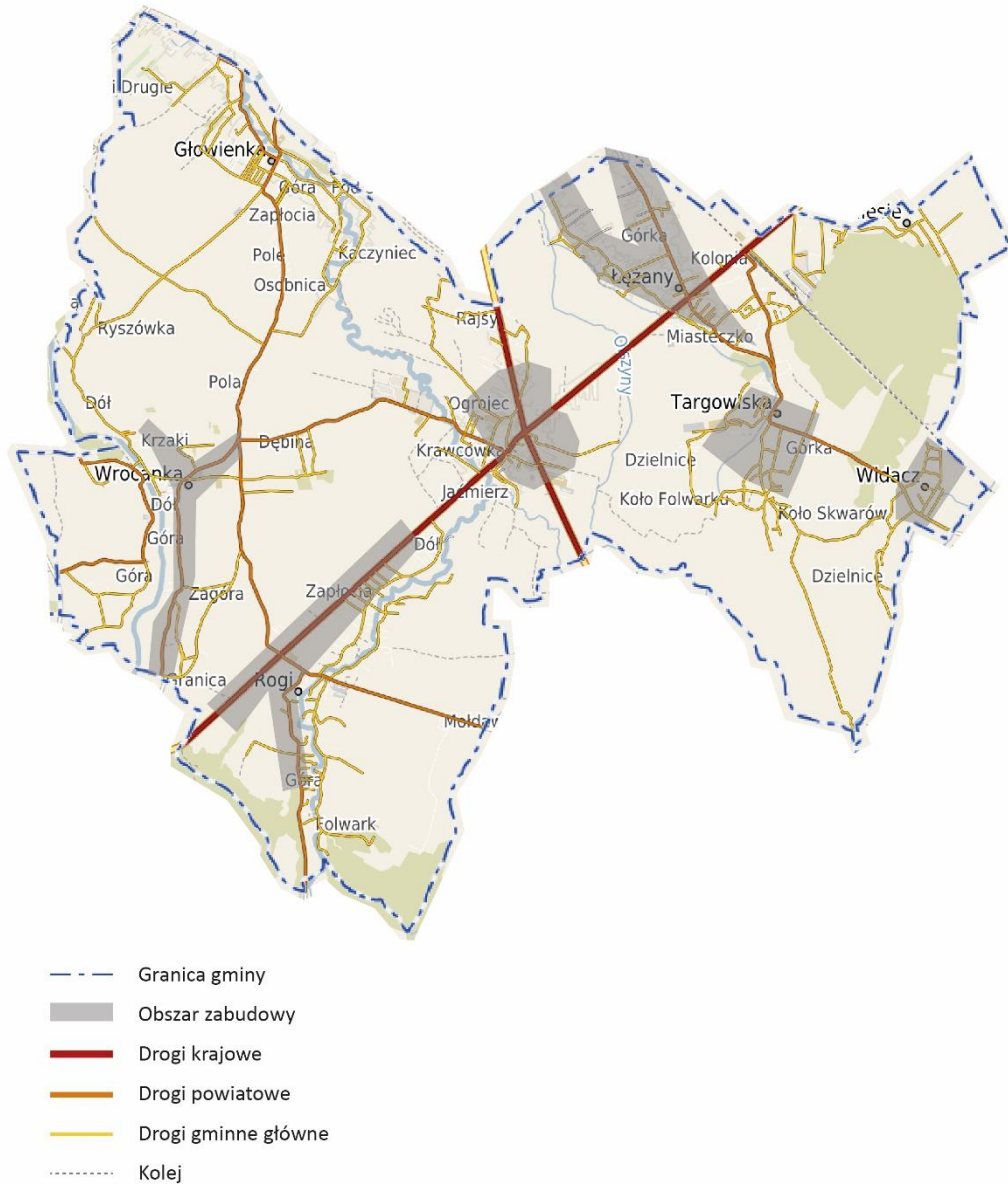 i Drugie
Głowienka
Góra
Zapłocia
Pole
Kaczyniec
Osobnica
Górka
Kolonia
Łężany
Ryszówka
Rajsy
Miasteczko
Pola
Dół
Ogrojec
Targowiska
Krzaki
Dębina
Krawcówka
Dzielnice
Górka
Wrocanka
Jaźmierz
Widacz
Dół
Koło Folwarku
Koło Skwarów
Góra
Dół
Góra
Zagóra
Zapłocia
Dzielnice
Granica
Rogi
Góra
Folwark
Granica gminy
Obszar zabudowy
Drogi krajowe
Drogi powiatowe
Drogi gminne główne
Kolej